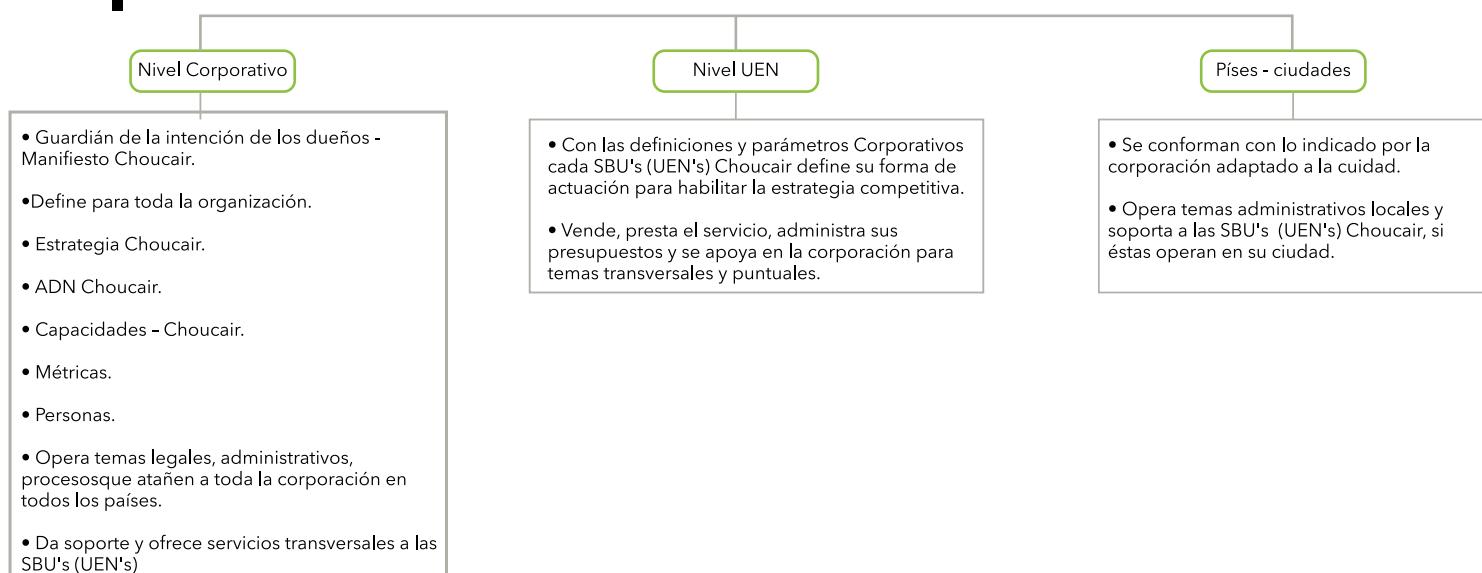 Nivel Corporativo
• Guardián de la intención de los dueños -
Manifiesto Choucair.
•Define para toda la organización.
• Estrategia Choucair.
• ADN Choucair.
• Capacidades – Choucair.
• Métricas.
• Personas.
• Opera temas legales, administrativos,
procesosque atañen a toda la corporación en
todos los países.
• Da soporte y ofrece servicios transversales a las
SBU's (UEN's)
Nivel UEN
• Con las definiciones y parámetros Corporativos
cada SBU's (UEN's) Choucair define su forma de
actuación para habilitar la estrategia competitiva.
• Vende, presta el servicio, administra sus
presupuestos y se apoya en la corporación para
temas transversales y puntuales.
Píses - ciudades
• Se conforman con lo indicado por la
corporación adaptado a la cuidad.
• Opera temas administrativos locales y
soporta a las SBU's (UEN's) Choucair, si
éstas operan en su ciudad.